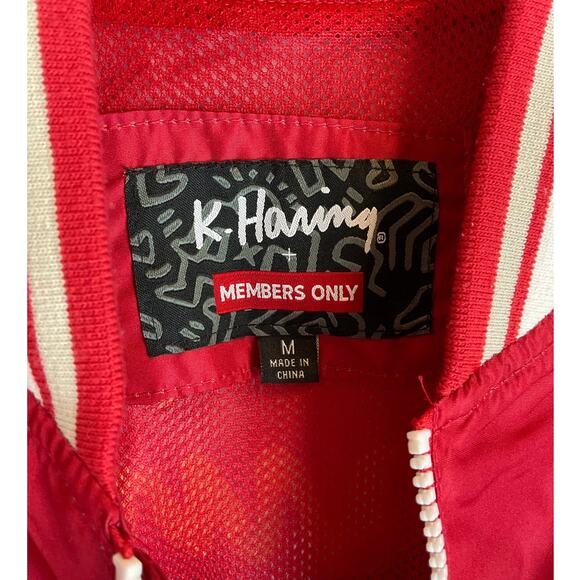 K. Haring®
+
MEMBERS ONLY
M
MADE IN
CHINA